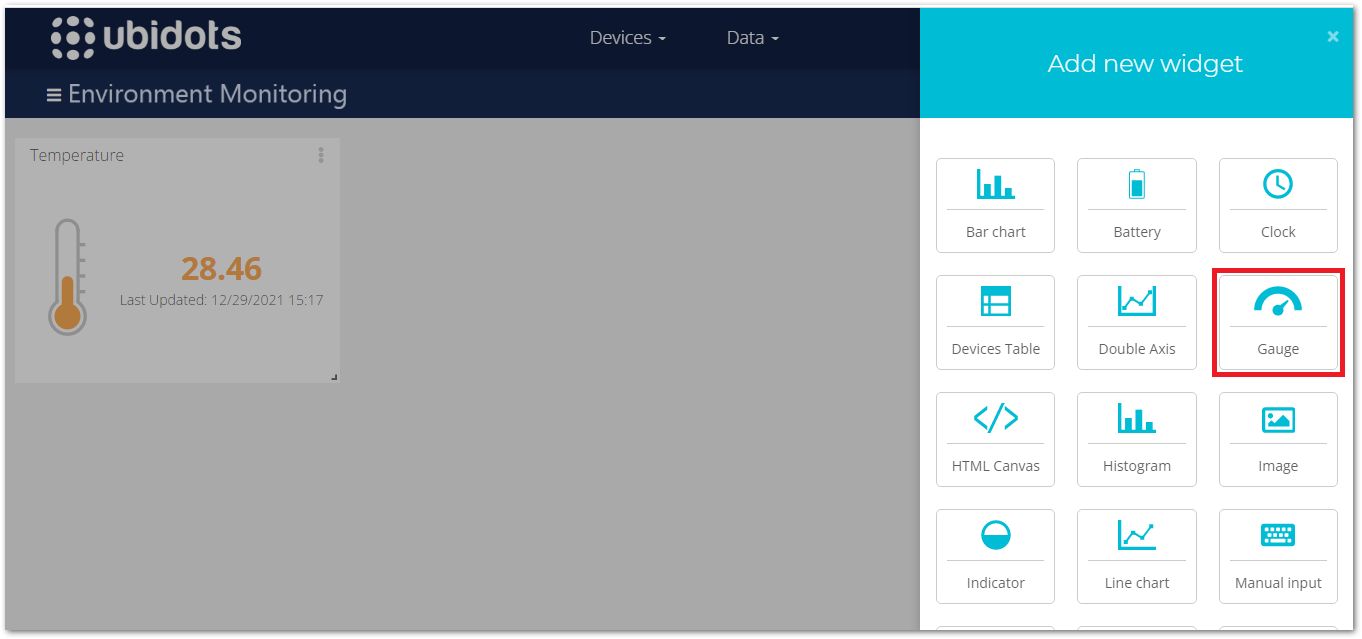 ubidots
Devices
Data
Add new widget
Environment Monitoring
Temperature
28.46
Last Updated: 12/29/2021 15:17
Bar chart
Battery
Clock
Devices Table
Double Axis
Gauge
HTML Canvas
Histogram
Image
Indicator
Line chart
Manual input